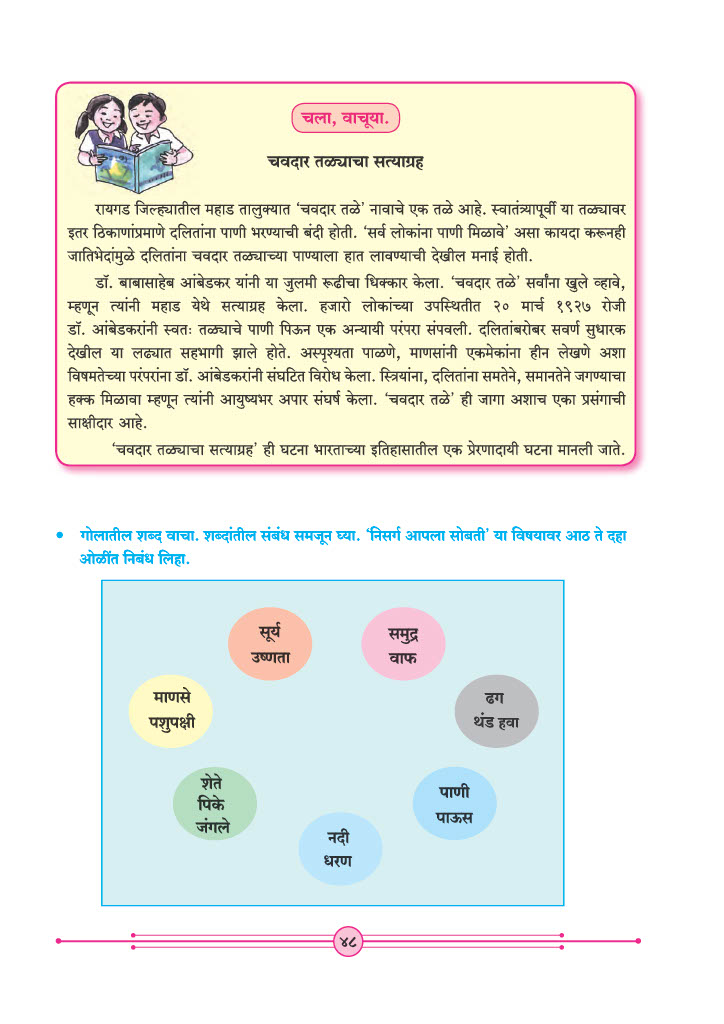 चला, वाचूया.
चवदार तळ्याचा सत्याग्रह
रायगड जिल्ह्यातील महाड तालुक्यात ‘चवदार तळे’ नावाचे एक तळे आहे. स्वातंत्र्यापूर्वी या तळ्यावर
इतर ठिकाणांप्रमाणे दलितांना पाणी भरण्याची बंदी होती. ‘सर्व लोकांना पाणी मिळावे’ असा कायदा करूनही
जातिभेदांमुळे दलितांना चवदार तळ्याच्या पाण्याला हात लावण्याची देखील मनाई होती.
डॉ. बाबासाहेब आंबेडकर यांनी या जुलमी रूढीचा धिक्कार केला. ‘चवदार तळे’ सर्वांना खुले व्हावे,
म्हणून त्यांनी महाड येथे सत्याग्रह केला. हजारो लोकांच्या उपस्थितीत २० मार्च १९२७ रोजी
डॉ. आंबेडकरांनी स्वतः तळ्याचे पाणी पिऊन एक अन्यायी परंपरा संपवली. दलितांबरोबर सवर्ण सुधारक
देखील या लढ्यात सहभागी झाले होते. अस्पृश्यता पाळणे, माणसांनी एकमेकांना हीन लेखणे अशा
विषमतेच्या परंपरांना डॉ. आंबेडकरांनी संघटित विरोध केला. स्त्रियांना, दलितांना समतेने, समानतेने जगण्याचा
हक्क मिळावा म्हणून त्यांनी आयुष्यभर अपार संघर्ष केला. ‘चवदार तळे’ ही जागा अशाच एका प्रसंगाची
साक्षीदार आहे.
‘चवदार तळ्याचा सत्याग्रह’ ही घटना भारताच्या इतिहासातील एक प्रेरणादायी घटना मानली जाते.
• गोलातील शब्द वाचा. शब्दांतील संबंध समजून घ्या. ‘निसर्ग आपला सोबती’ या विषयावर आठ ते दहा
ओळींत निबंध लिहा.
सूर्य
उष्णता
समुद्र
वाफ
माणसे
पशुपक्षी
ढग
थंड हवा
शेते
पिके
जंगले
पाणी
पाऊस
नदी
धरण
४८